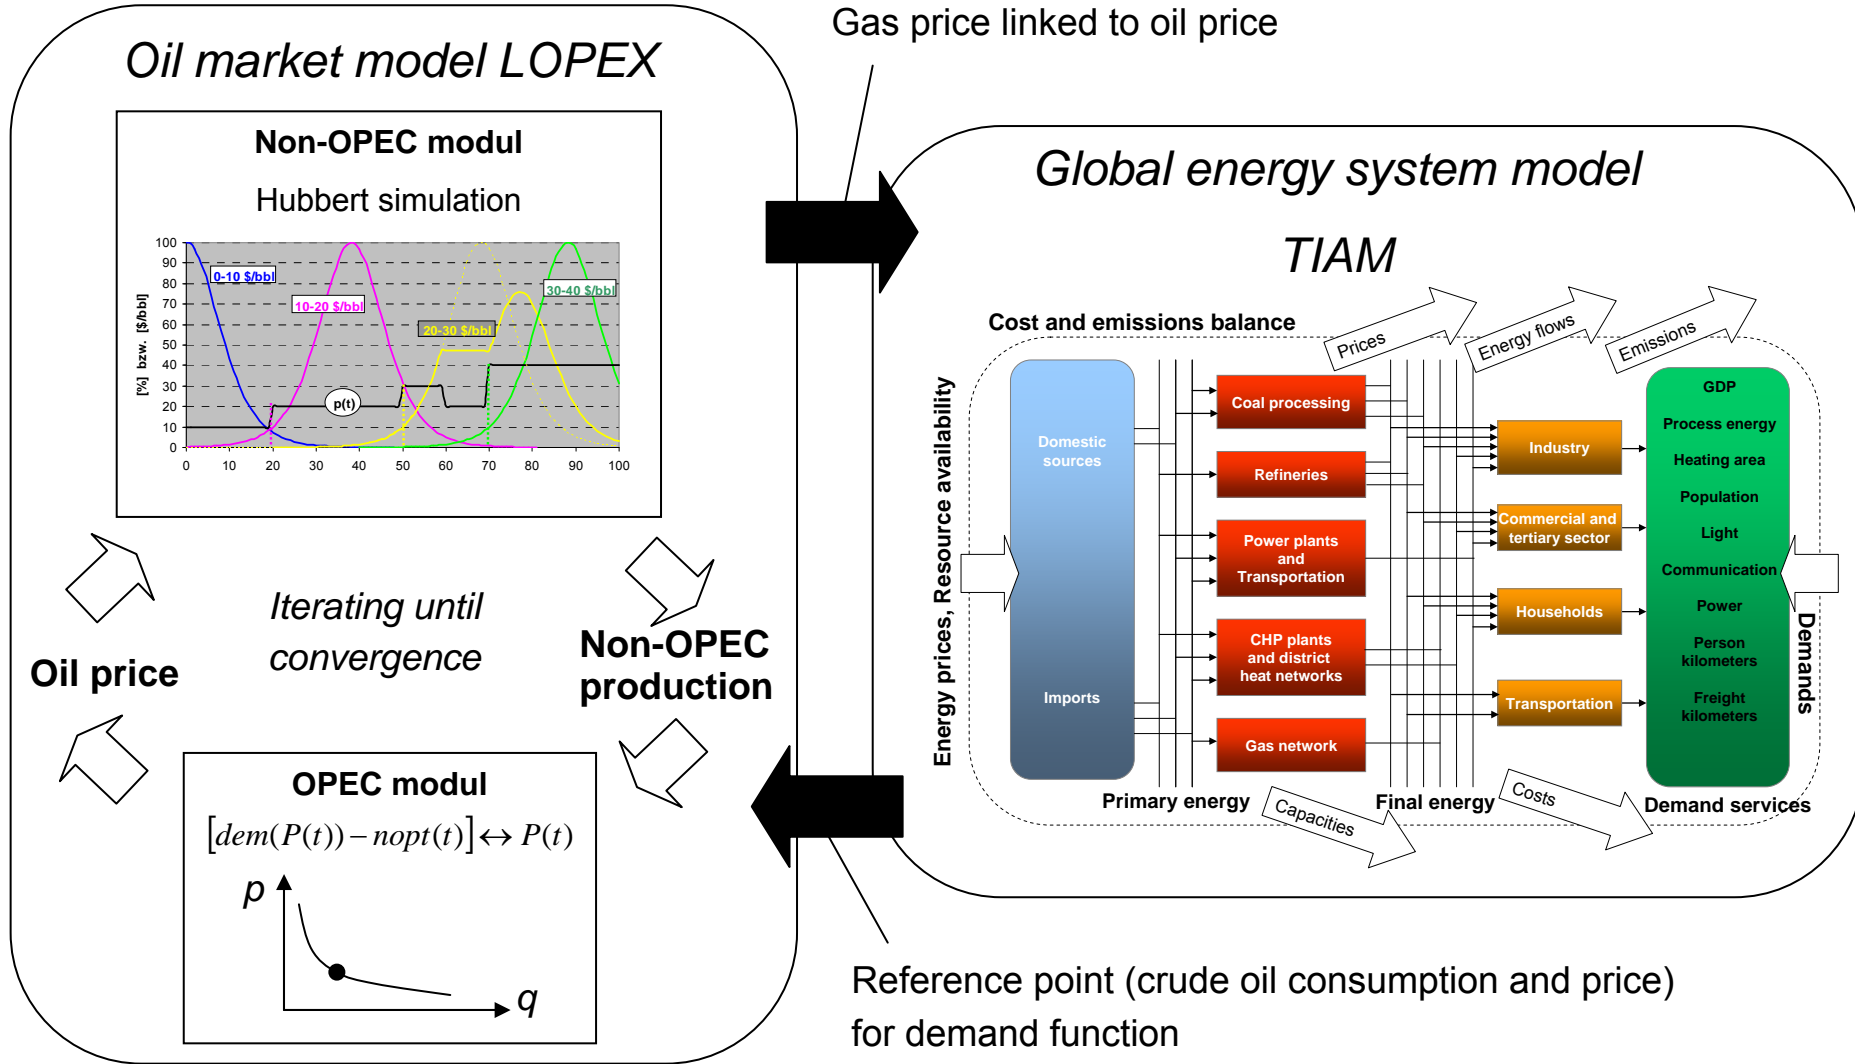 Gas price linked to oil price
Oil market model LOPEX
Non-OPEC modul
Hubbert simulation
[%] bzw. [$/bbl]
100
90
80
70
60
50
40
30
20
10
0
0-10 $/bbl
10-20 $/bbl
20-30 $/bbl
30-40 $/bbl
p(t)
0 10 20 30 40 50 60 70 80 90 100
Iterating until
convergence
Oil price
Non-OPEC
production
OPEC modul
[dem(P(t))−nopt(t)]↔P(t)
p
q
Global energy system model
TIAM
Cost and emissions balance
Prices
Energy flows
Emissions
Energy prices, Resource availability
Domestic
sources
Imports
Coal processing
Refineries
Power plants
and
Transportation
CHP plants
and district
heat networks
Gas network
Industry
Commercial and
tertiary sector
Households
Transportation
GDP
Process energy
Heating area
Population
Light
Communication
Power
Person
kilometers
Freight
kilometers
Demands
Primary energy
Capacities
Final energy
Costs
Demand services
Reference point (crude oil consumption and price)
for demand function